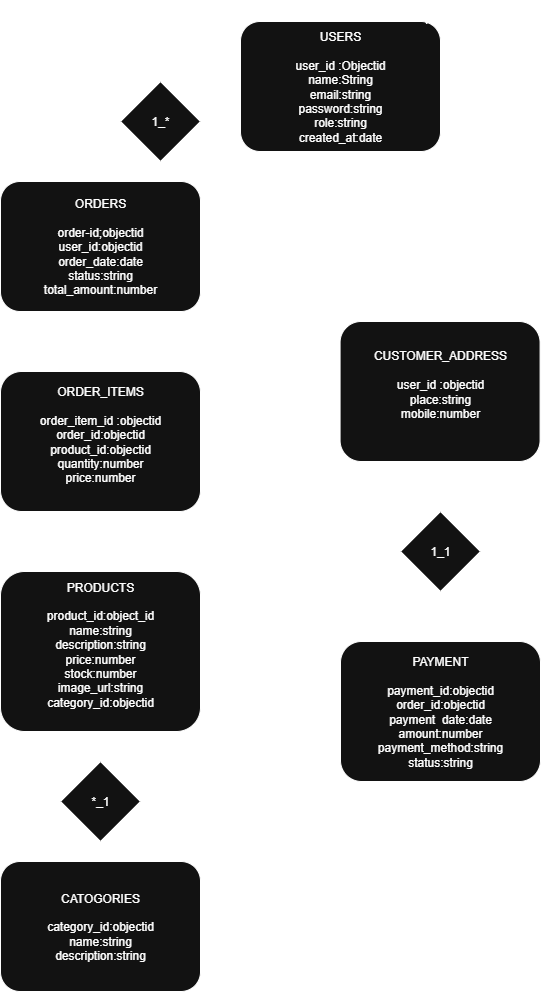 USERS
user_id :Objectid
name:String
email:string
password:string
role:string
created_at:date
1_*
ORDERS
order-id;objectid
user_id:objectid
order_date:date
status:string
total_amount:number
CUSTOMER_ADDRESS
user_id :objectid
place:string
mobile:number
ORDER_ITEMS
order_item_id :objectid
order_id:objectid
product_id:objectid
quantity:number
price:number
1_1
PRODUCTS
product_id:object_id
name:string
description:string
price:number
stock:number
image_url:string
category_id:objectid
PAYMENT
payment_id:objectid
order_id:objectid
payment_date:date
amount:number
payment_method:string
status:string
*_1
CATOGORIES
category_id:objectid
name:string
description:string